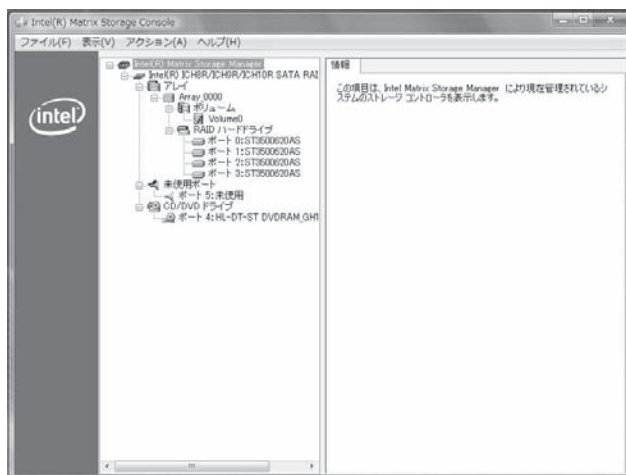 Intel(R) Matrix Storage Console
ファイル(F) 表示(V) アクション(A) ヘルプ(H)
intel
Intel(R) Matrix Storage Manager
Intel(R) ICH8R/ICH9R/ICH10R SATA RAI
アレイ
Array_0000
ボリューム
Volume0
RAID ハードドライブ
ポート 0:ST3500620AS
ポート 1:ST3500620AS
ポート 2:ST3500620AS
ポート 3:ST3500620AS
未使用ポート
ポート 5:未使用
CD/DVD ドライブ
ポート 4:HL-DT-ST DVDRAM_GH1
情報
この項目は、Intel Matrix Storage Manager により現在管理されているシ
ステムのストレージ コントローラを表示します。